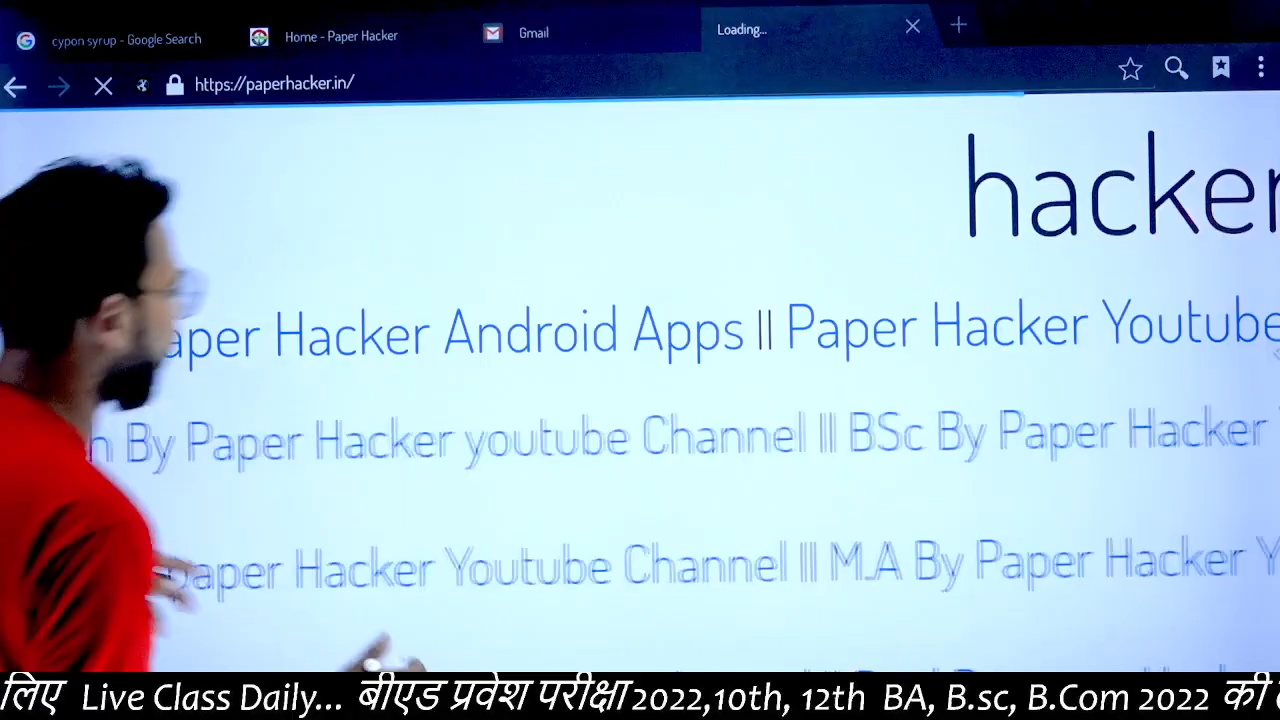 cypon syrup - Google Search Home - Paper Hacker Gmail Loading...
https://paperhacker.in/
hacker
aper Hacker Android Apps || Paper Hacker Youtube
n By Paper Hacker youtube Channel ||| BSc By Paper Hacker
paper Hacker Youtube Channel ||| M.A By Paper Hacker Y
लिए Live Class Daily... बीएड प्रवेश परीक्षा 2022,10th, 12th BA, B.sc, B.Com 2022 की